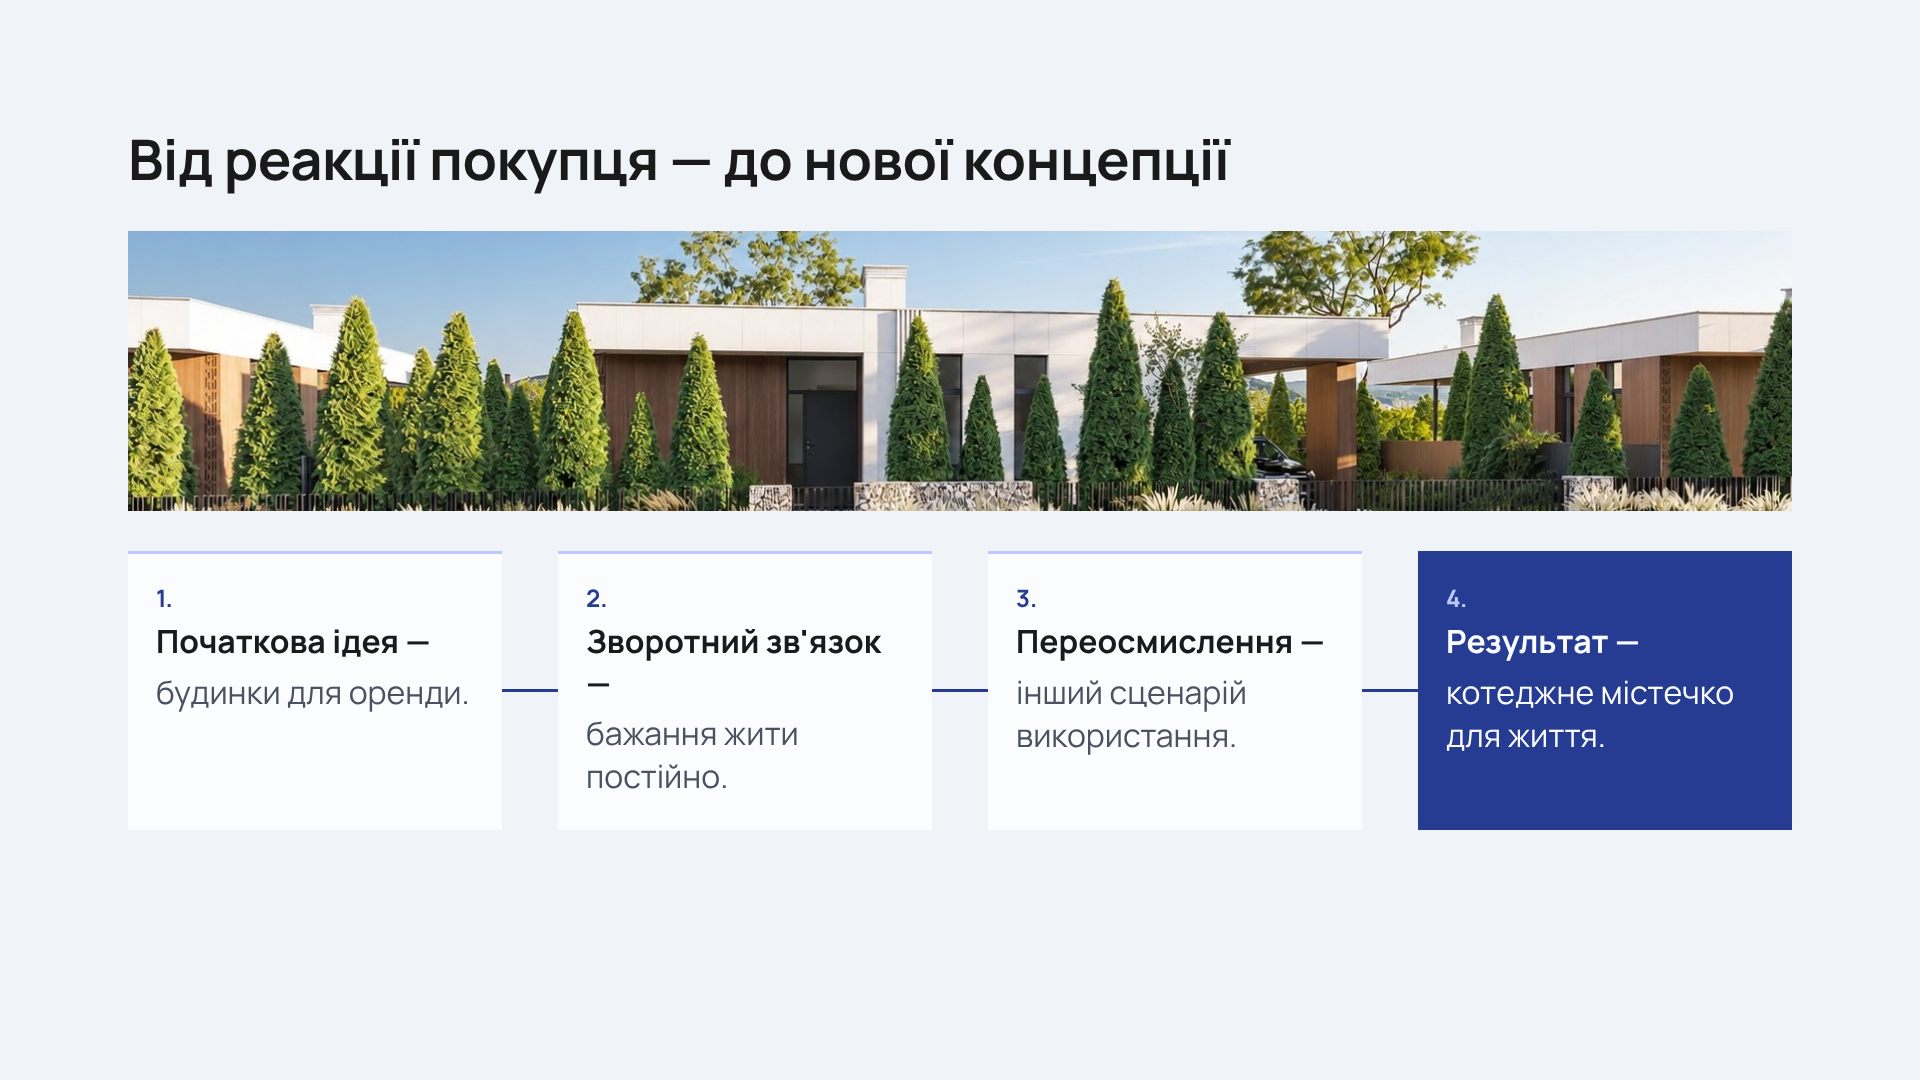 Від реакції покупця — до нової концепції
1.
Початкова ідея —
будинки для оренди.
2.
Зворотний зв'язок
—
бажання жити
постійно.
3.
Переосмислення —
інший сценарій
використання.
4.
Результат —
котеджне містечко
для життя.